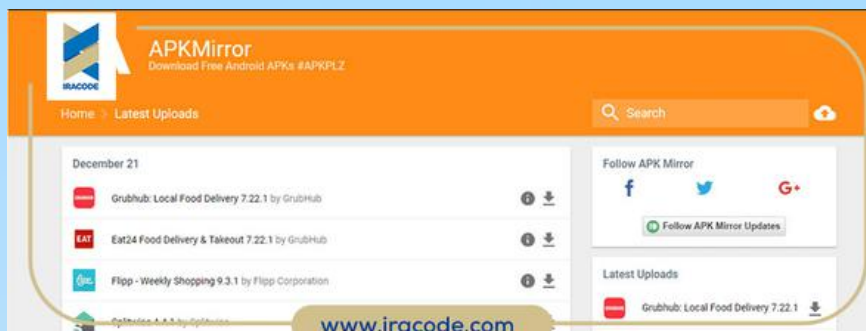 APKMirror
Download Free Android APKs #APKPLZ
IRACODE
Home > Latest Uploads
Search
December 21
Grubhub: Local Food Delivery 7.22.1 by GrubHub
EAT
Eat24 Food Delivery & Takeout 7.22.1 by GrubHub
Flipp - Weekly Shopping 9.3.1 by Flipp Corporation
Follow APK Mirror
Follow APK Mirror Updates
Latest Uploads
Grubhub: Local Food Delivery 7.22.1
www.iracode.com